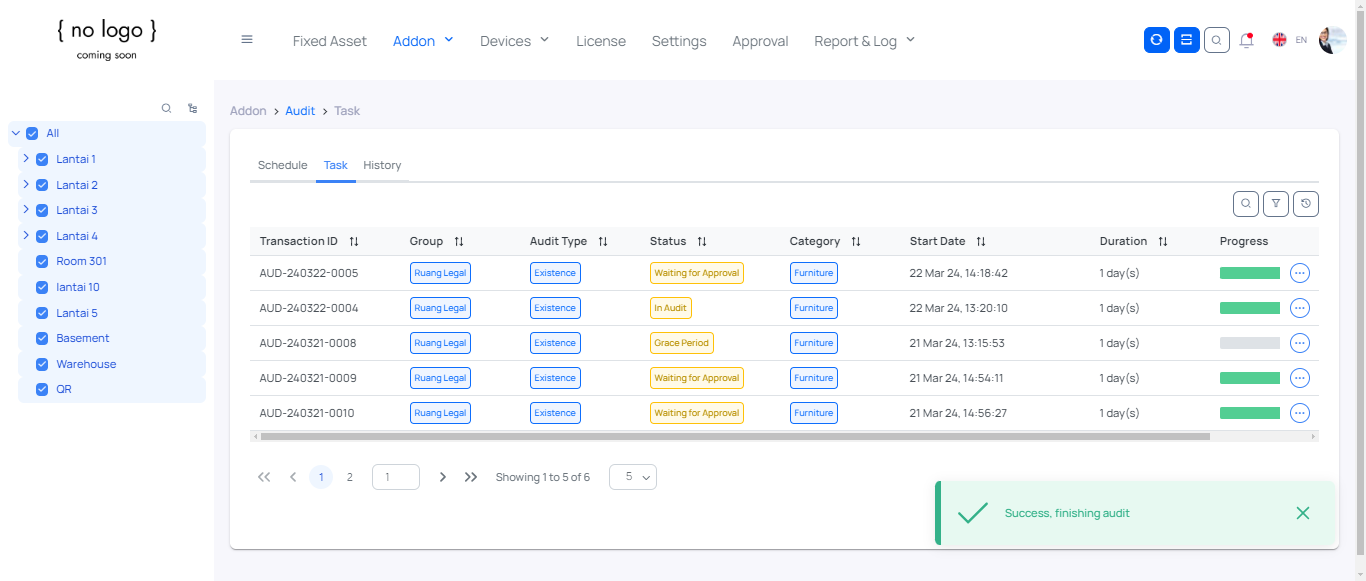 { no logo }
coming soon
Fixed Asset Addon Devices License Settings Approval Report & Log EN
All
Lantai 1
Lantai 2
Lantai 3
Lantai 4
Room 301
lantai 10
Lantai 5
Basement
Warehouse
QR
Addon > Audit > Task
Schedule Task History
Transaction ID Group Audit Type Status Category Start Date Duration Progress
AUD-240322-0005 Ruang Legal Existence Waiting for Approval Furniture 22 Mar 24, 14:18:42 1 day(s)
AUD-240322-0004 Ruang Legal Existence In Audit Furniture 22 Mar 24, 13:20:10 1 day(s)
AUD-240321-0008 Ruang Legal Existence Grace Period Furniture 21 Mar 24, 13:15:53 1 day(s)
AUD-240321-0009 Ruang Legal Existence Waiting for Approval Furniture 21 Mar 24, 14:54:11 1 day(s)
AUD-240321-0010 Ruang Legal Existence Waiting for Approval Furniture 21 Mar 24, 14:56:27 1 day(s)
1 2 1 Showing 1 to 5 of 6 5
Success, finishing audit